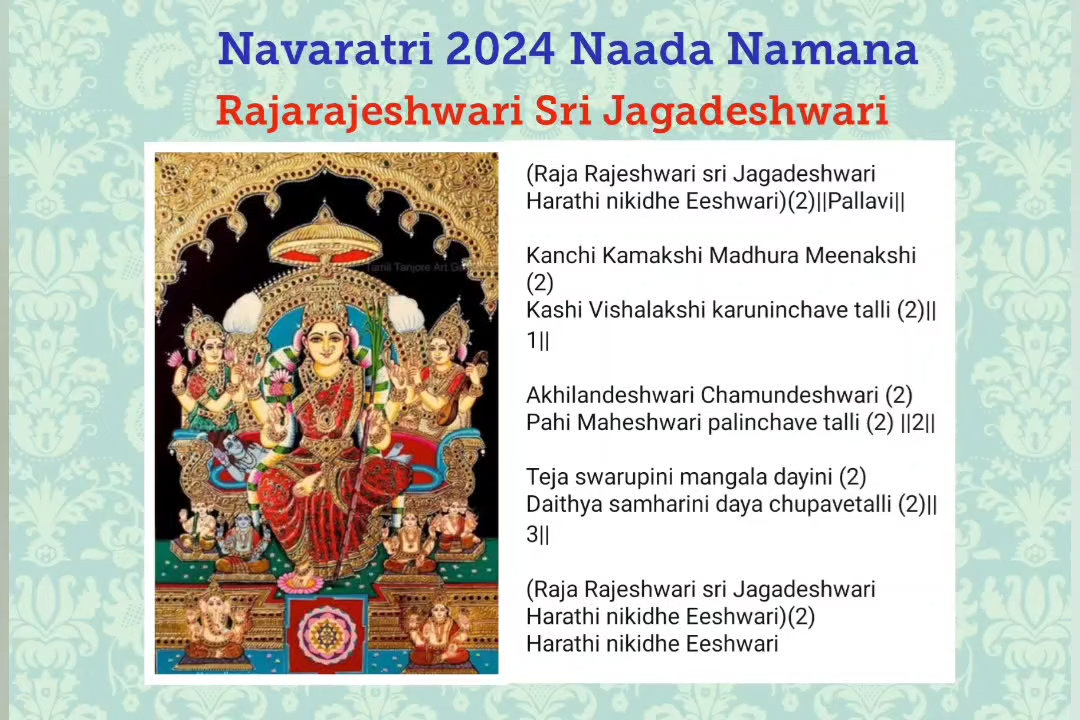 Navaratri 2024 Naada Namana
Rajarajeshwari Sri Jagadeshwari
(Raja Rajeshwari sri Jagadeshwari
Harathi nikidhe Eeshwari)(2)||Pallavi||
Kanchi Kamakshi Madhura Meenakshi
(2)
Kashi Vishalakshi karuninchave talli (2)||
1||
Akhilandeshwari Chamundeshwari (2)
Pahi Maheshwari palinchave talli (2) ||2||
Teja swarupini mangala dayini (2)
Daithya samharini daya chupavetalli (2)||
3||
(Raja Rajeshwari sri Jagadeshwari
Harathi nikidhe Eeshwari)(2)
Harathi nikidhe Eeshwari
Tamil Tanjore Art